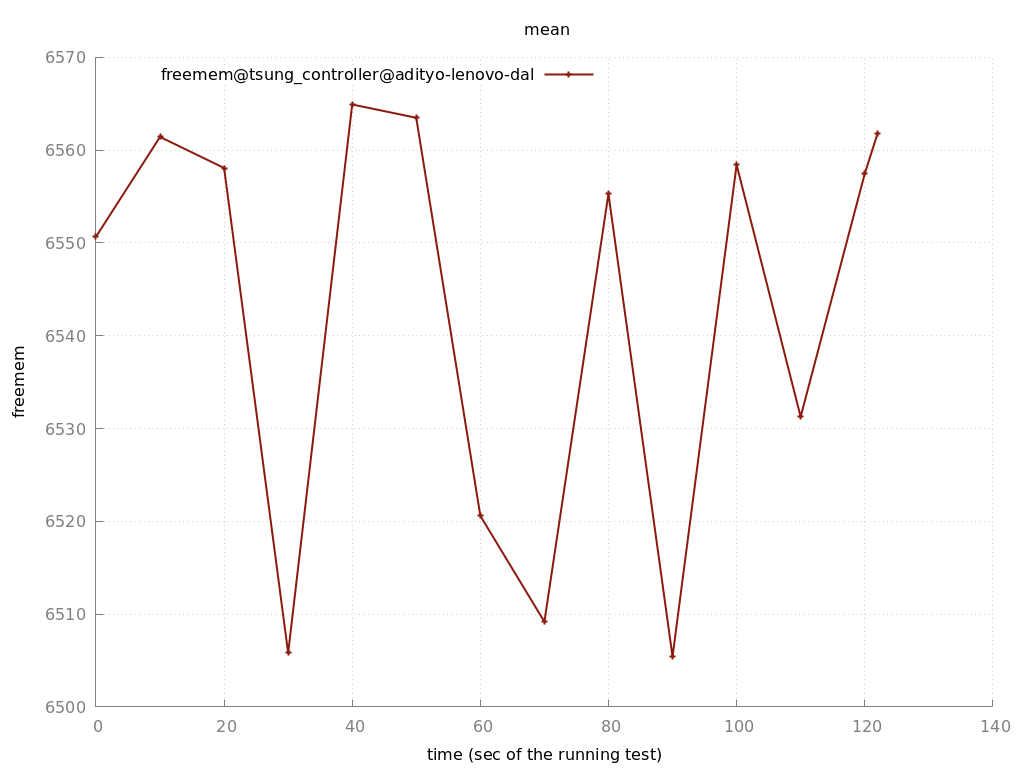 mean
freemem@tsung_controller@adityo-lenovo-dal
6570
6560
6550
6540
6530
6520
6510
6500
freemem
0 20 40 60 80 100 120 140
time (sec of the running test)